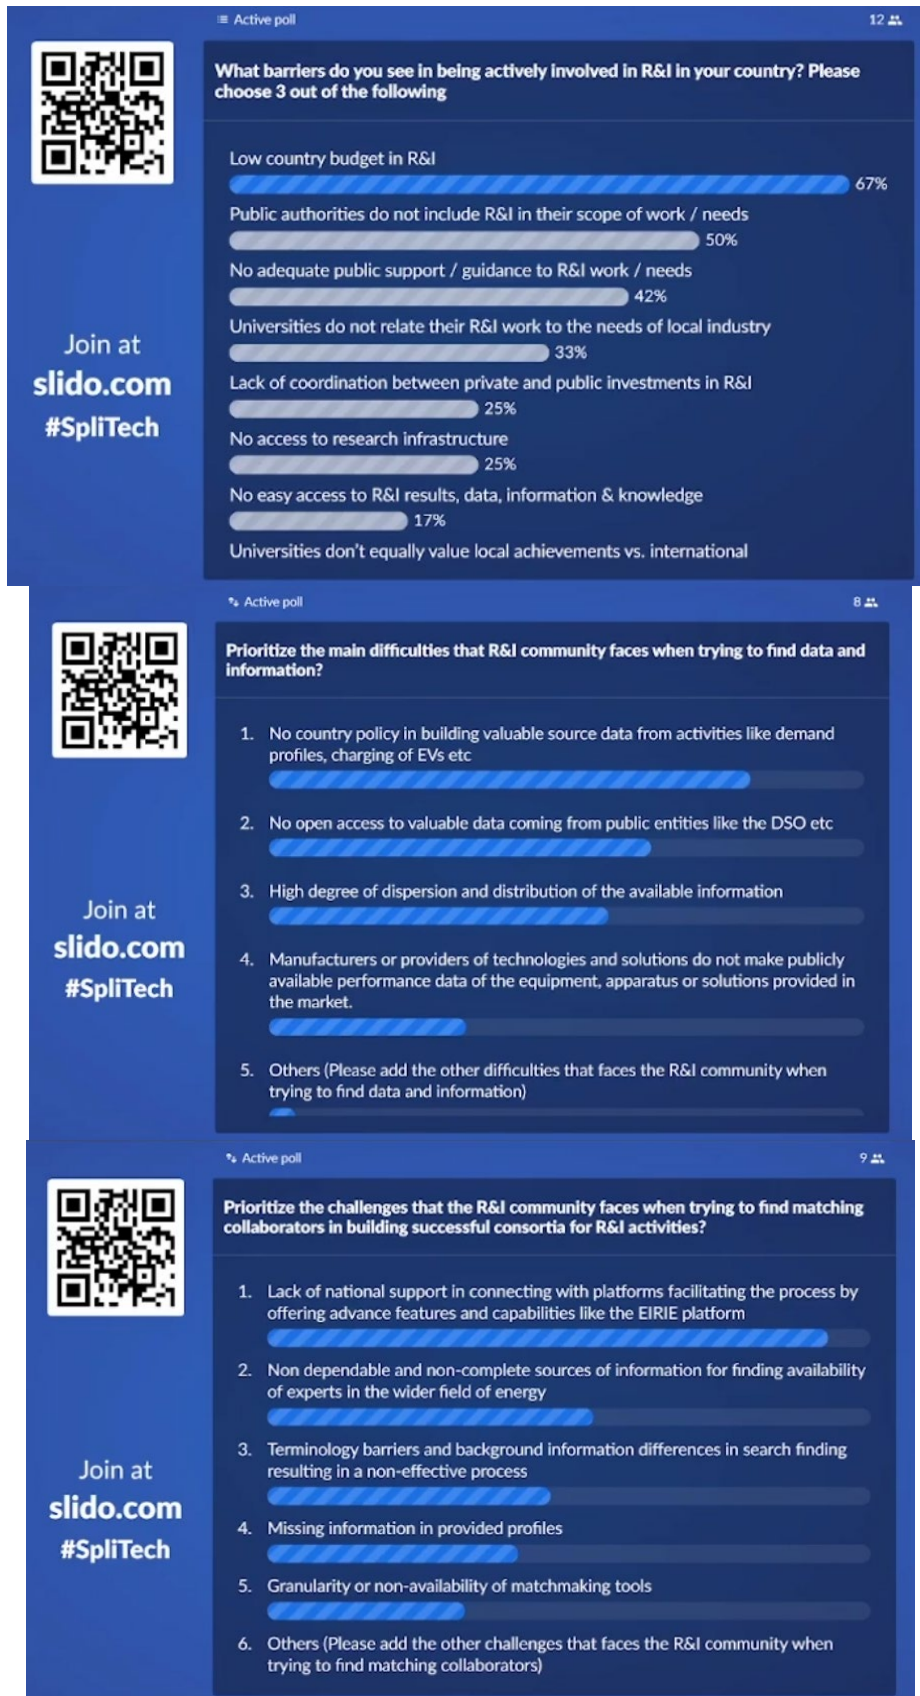 Active poll
12
What barriers do you see in being actively involved in R&I in your country? Please
choose 3 out of the following
Low country budget in R&I
67%
Public authorities do not include R&I in their scope of work / needs
50%
No adequate public support / guidance to R&I work / needs
42%
Universities do not relate their R&I work to the needs of local industry
33%
Lack of coordination between private and public investments in R&I
25%
No access to research infrastructure
25%
No easy access to R&I results, data, information & knowledge
17%
Universities don't equally value local achievements vs. international
Join at
slido.com
#SpliTech
Active poll
8
Prioritize the main difficulties that R&I community faces when trying to find data and
information?
1. No country policy in building valuable source data from activities like demand
profiles, charging of EVs etc
2. No open access to valuable data coming from public entities like the DSO etc
3. High degree of dispersion and distribution of the available information
4. Manufacturers or providers of technologies and solutions do not make publicly
available performance data of the equipment, apparatus or solutions provided in
the market.
5. Others (Please add the other difficulties that faces the R&I community when
trying to find data and information)
Join at
slido.com
#SpliTech
Active poll
9
Prioritize the challenges that the R&I community faces when trying to find matching
collaborators in building successful consortia for R&I activities?
1. Lack of national support in connecting with platforms facilitating the process by
offering advance features and capabilities like the EIRIE platform
2. Non dependable and non-complete sources of information for finding availability
of experts in the wider field of energy
3. Terminology barriers and background information differences in search finding
resulting in a non-effective process
4. Missing information in provided profiles
5. Granularity or non-availability of matchmaking tools
6. Others (Please add the other challenges that faces the R&I community when
trying to find matching collaborators)
Join at
slido.com
#SpliTech